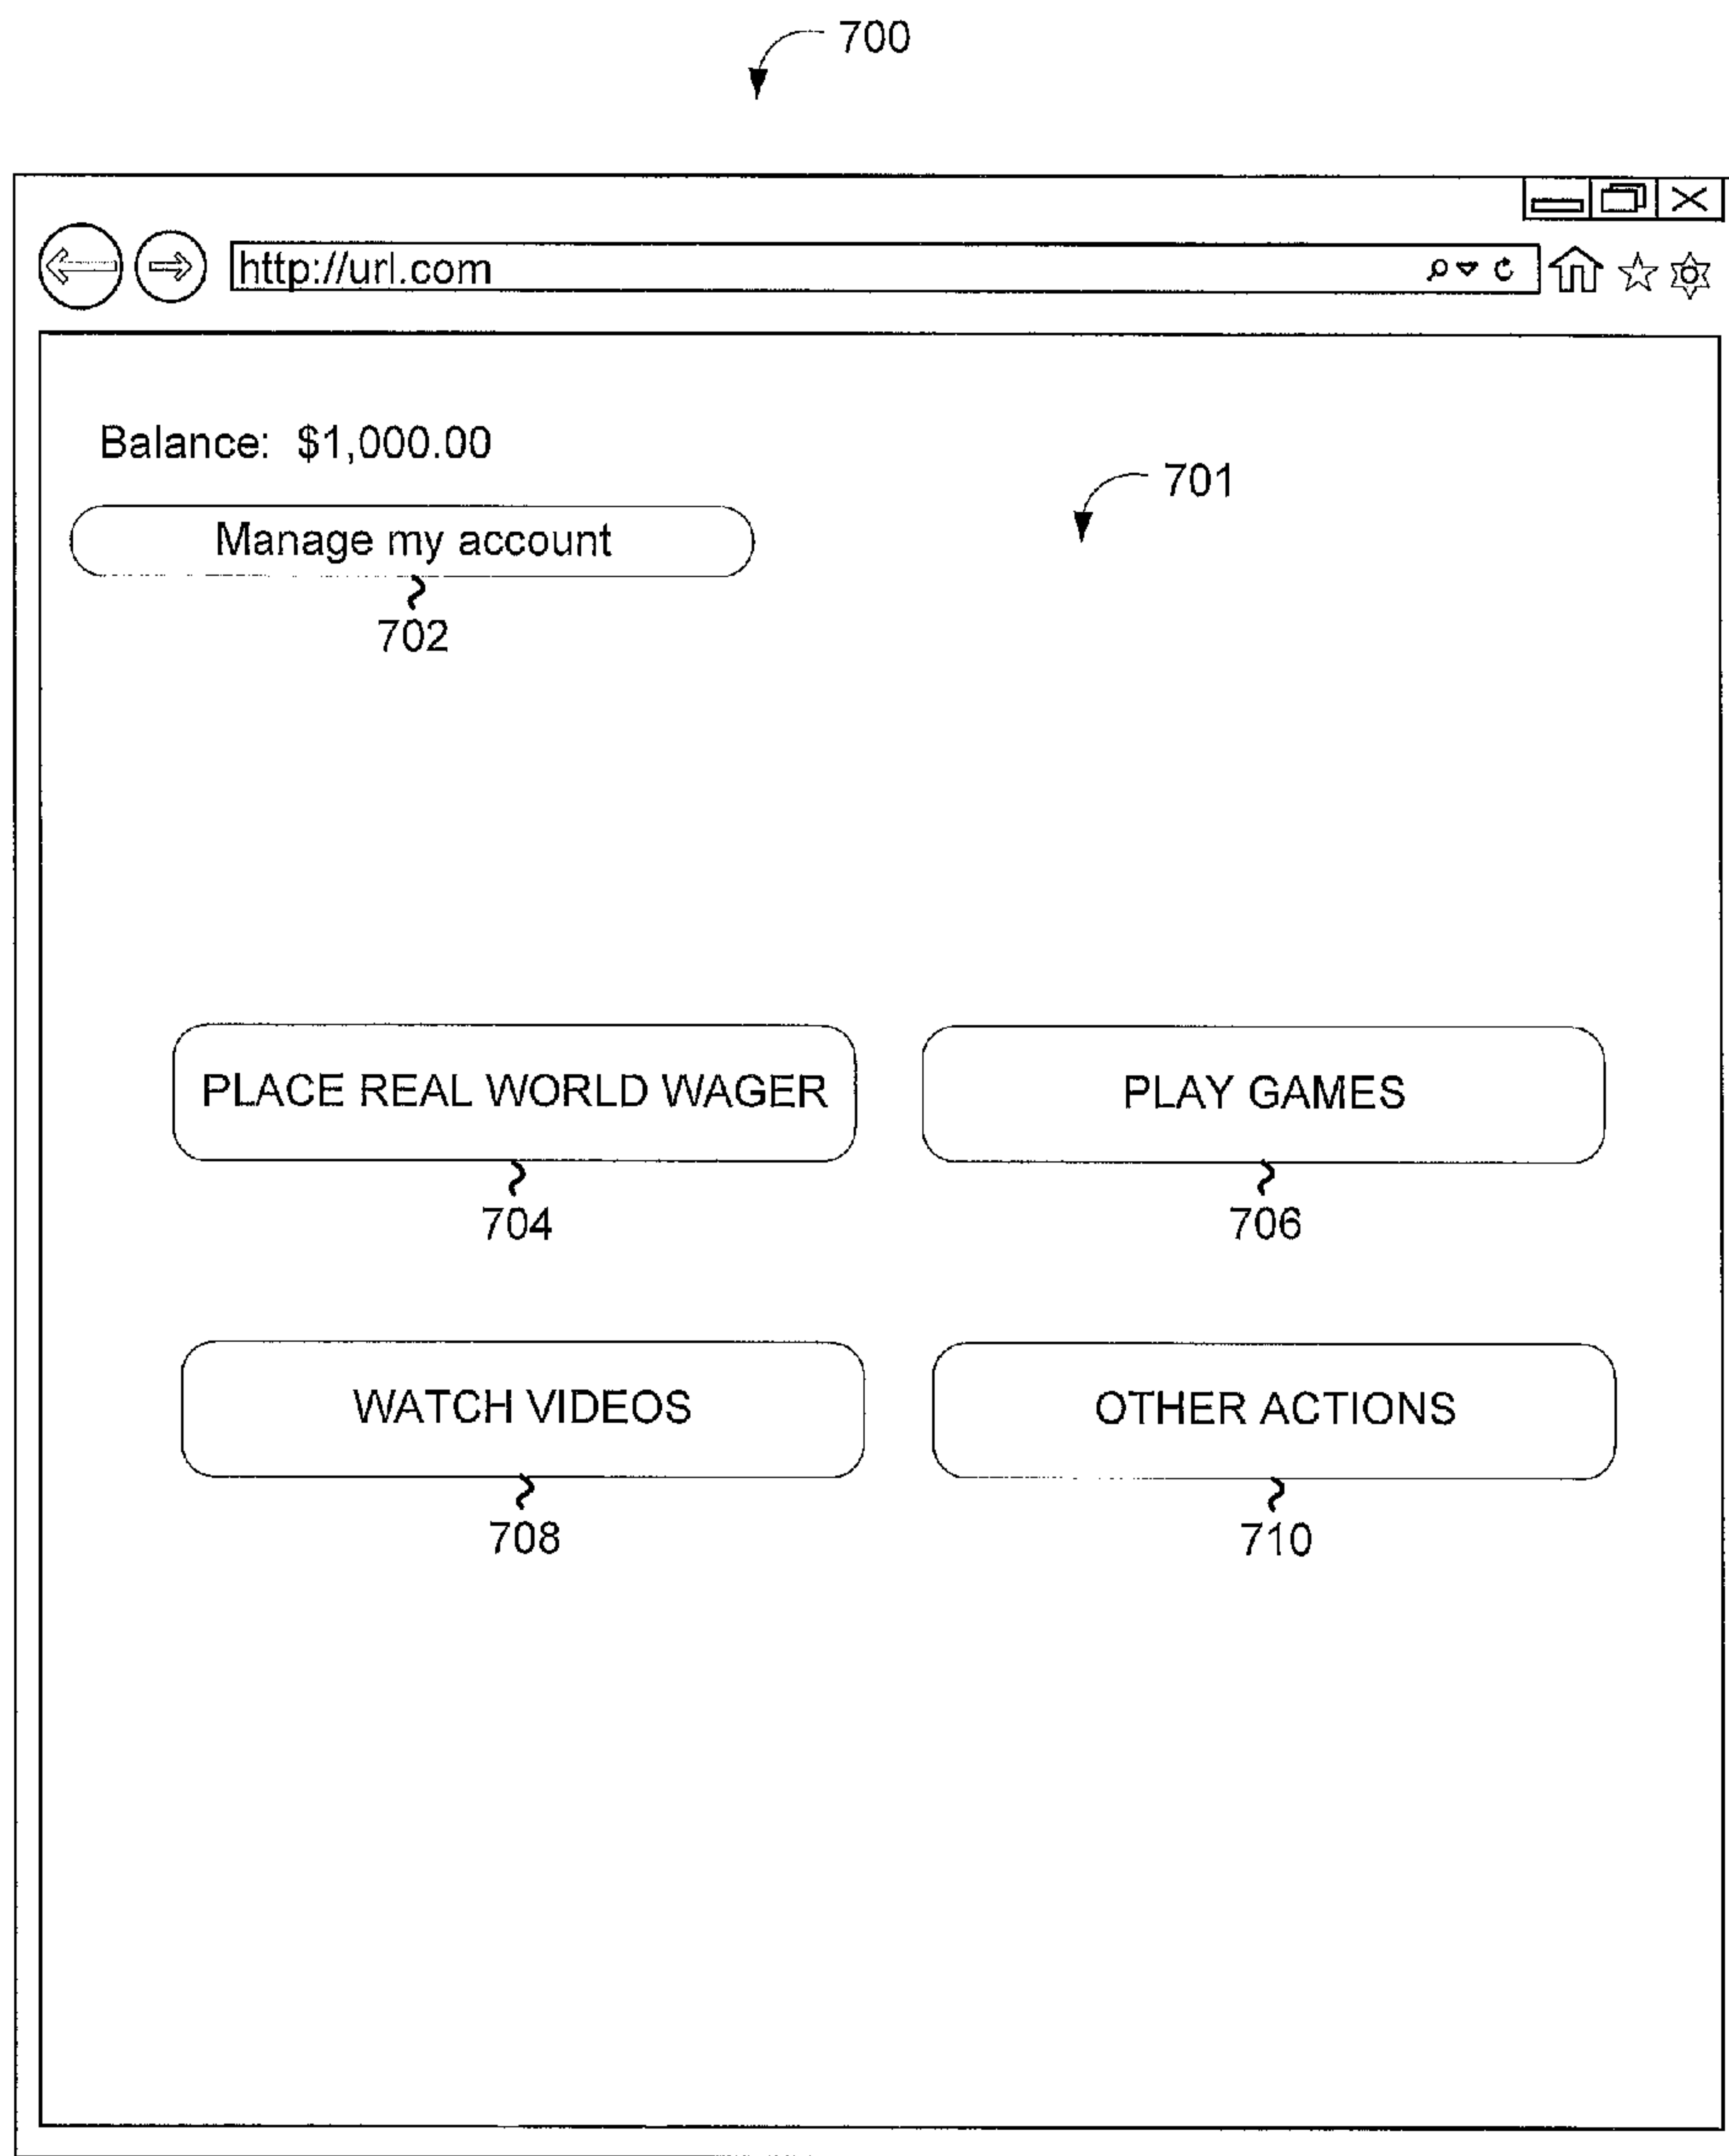 700
http://url.com
Balance: $1,000.00
701
Manage my account
702
PLACE REAL WORLD WAGER
PLAY GAMES
704
706
WATCH VIDEOS
OTHER ACTIONS
708
710